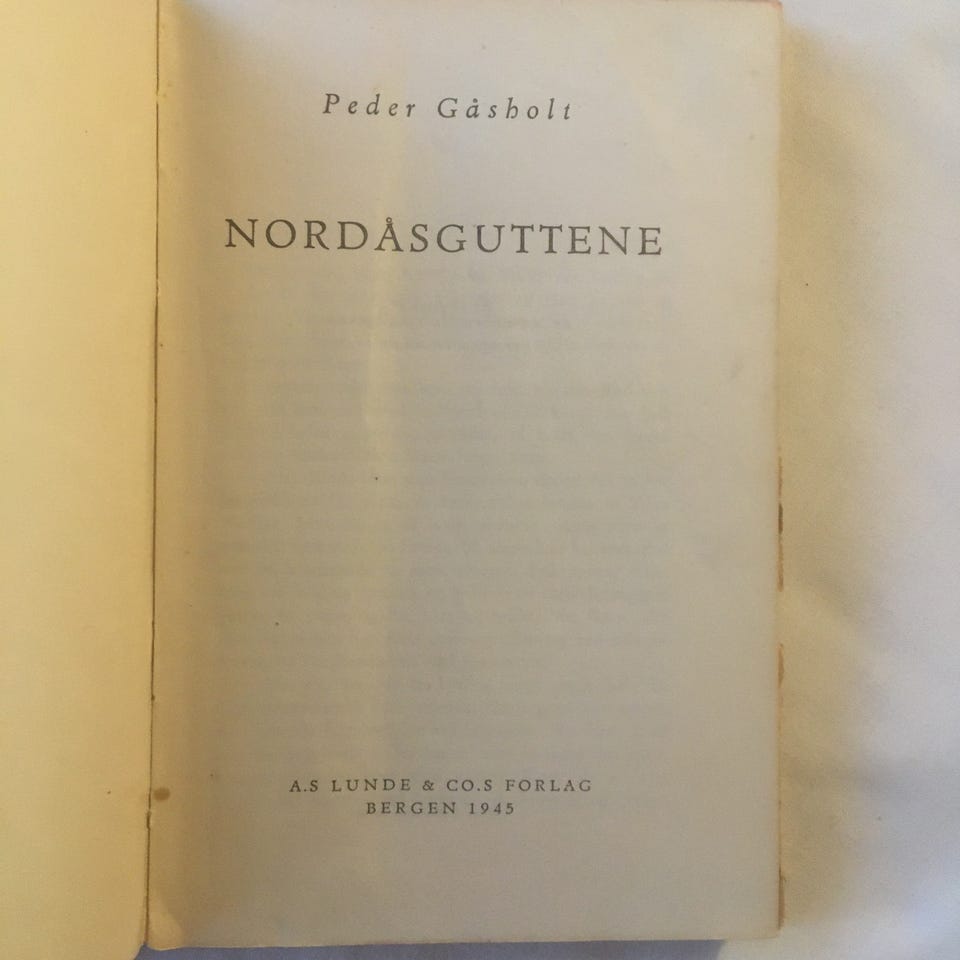 Peder Gåsholt
NORDÅSGUTTENE
A.S LUNDE & CO.S FORLAG
BERGEN 1945